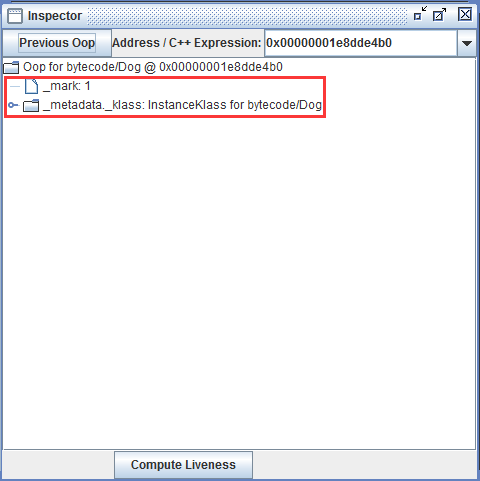 Inspector
Previous Oop Address / C++ Expression: 0x00000001e8dde4b0
Oop for bytecode/Dog @ 0x00000001e8dde4b0
_mark: 1
_metadata._klass: InstanceKlass for bytecode/Dog
Compute Liveness